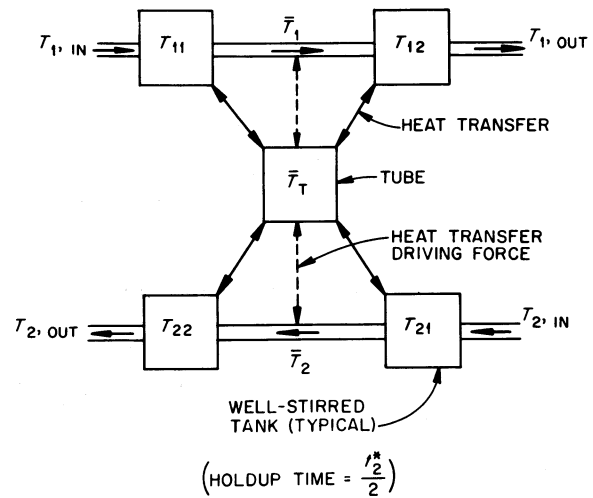 T1, IN
T11
T̄1
T12
T1, OUT
HEAT TRANSFER
T̄T
TUBE
HEAT TRANSFER
DRIVING FORCE
T2, OUT
T22
T̄2
T21
T2, IN
WELL-STIRRED
TANK (TYPICAL)
(HOLDUP TIME = t2*/2)